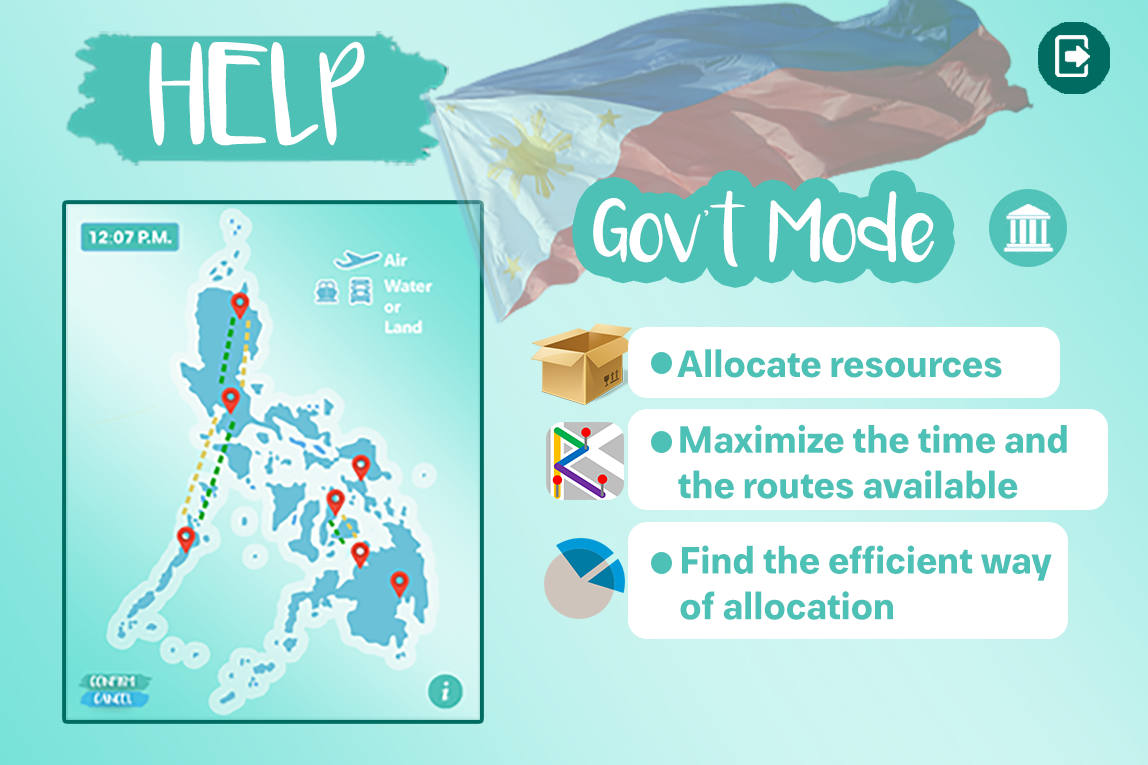 HELP
12:07 P.M.
Air
Water
or
Land
CONFIRM
CANCEL
i
Gov't Mode
● Allocate resources
● Maximize the time and
the routes available
● Find the efficient way
of allocation